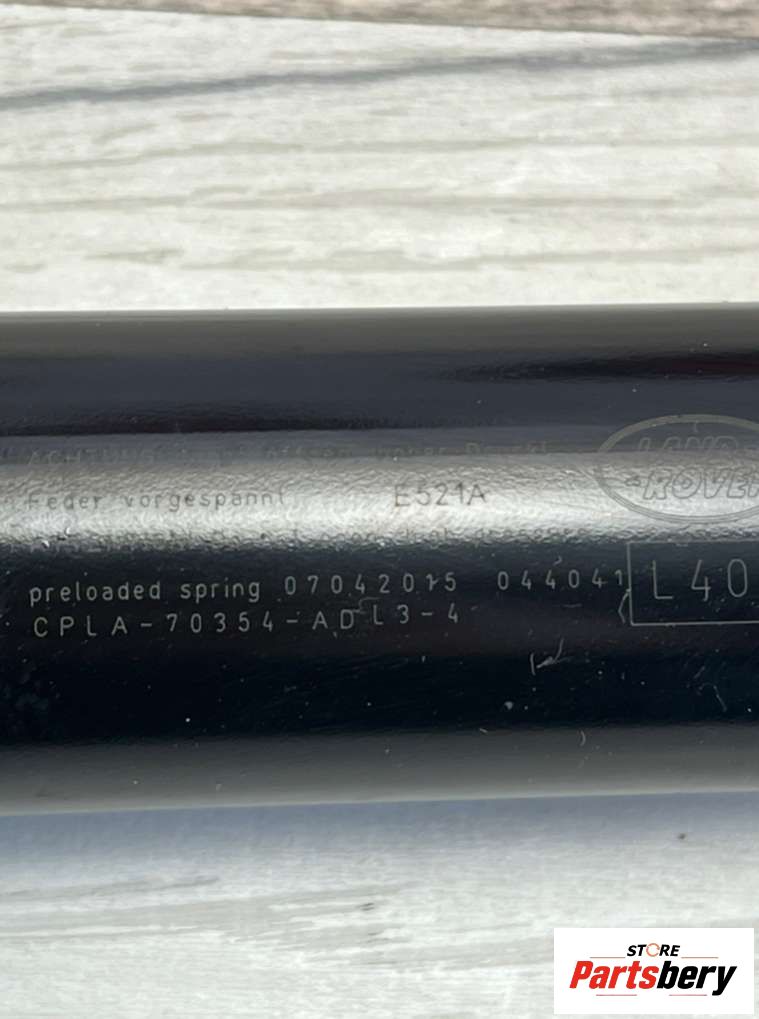 LAND-
-ROVER
Feder vorgespannt
E521A
preloaded spring 07042015 044041
L40
CPLA-70354-AD L3-4
STORE
Partsbery